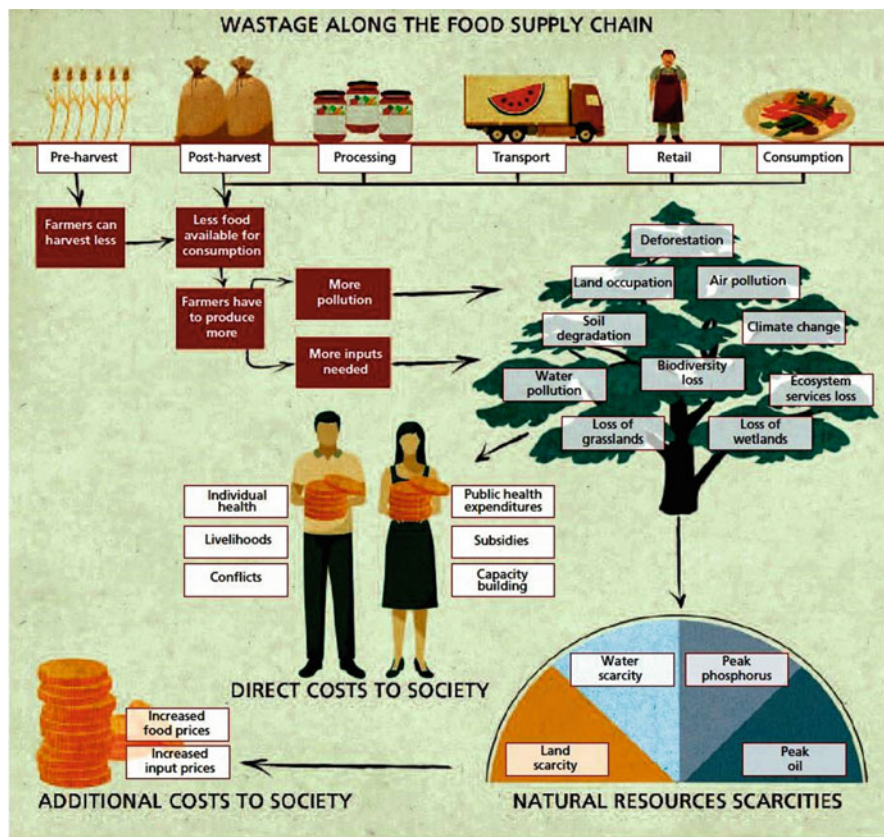 WASTAGE ALONG THE FOOD SUPPLY CHAIN
Pre-harvest
Post-harvest
Processing
Transport
Retail
Consumption
Farmers can
harvest less
Less food
available for
consumption
Farmers have
to produce
more
More
pollution
More inputs
needed
Deforestation
Land occupation
Air pollution
Soil
degradation
Climate change
Biodiversity
loss
Water
pollution
Ecosystem
services loss
Loss of
grasslands
Loss of
wetlands
Individual
health
Public health
expenditures
Livelihoods
Subsidies
Conflicts
Capacity
building
DIRECT COSTS TO SOCIETY
Water
scarcity
Peak
phosphorus
Land
scarcity
Peak
oil
Increased
food prices
Increased
input prices
ADDITIONAL COSTS TO SOCIETY
NATURAL RESOURCES SCARCITIES